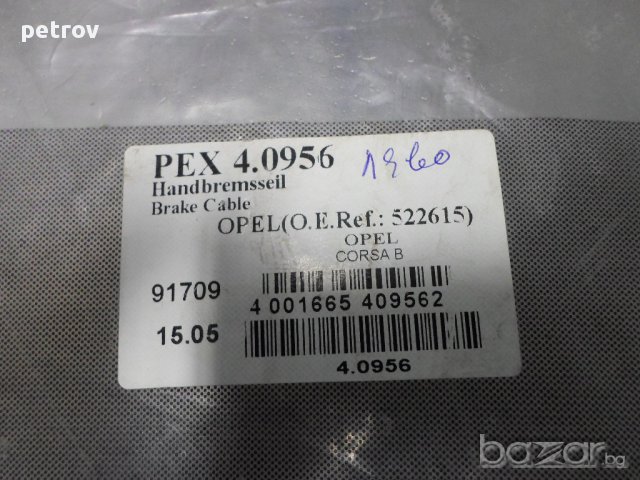 petrov
PEX 4.0956
1960
Handbremsseil
Brake Cable
OPEL(O.E.Ref.: 522615)
OPEL
CORSA B
91709
4 001665 409562
15.05
4.0956
bazar.bg